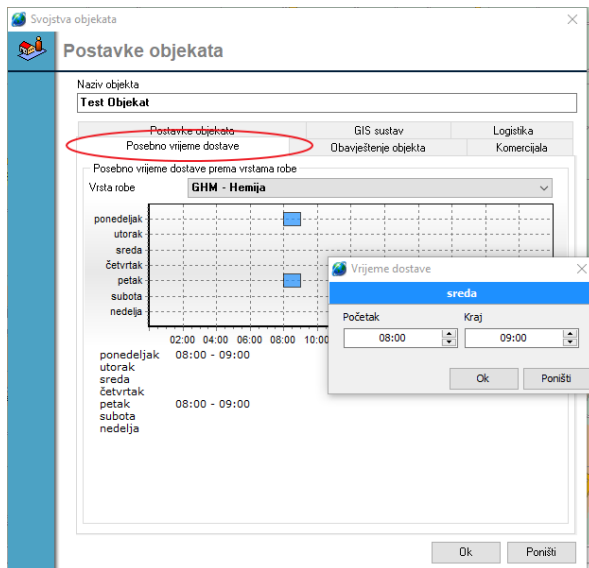 Svojstva objekata
Postavke objekata
Naziv objekta
Test Objekat
Postavke objekata GIS sustav Logistika
Posebno vrijeme dostave Obavještenje objekta Komercijala
Posebno vrijeme dostave prema vrstama robe
Vrsta robe GHM - Hemija
ponedeljak
utorak
sreda
četvrtak
petak
subota
nedelja
02:00 04:00 06:00 08:00 10:00
ponedeljak 08:00 - 09:00
utorak
sreda
četvrtak
petak 08:00 - 09:00
subota
nedelja
Vrijeme dostave
sreda
Početak Kraj
08:00 09:00
Ok Poništi
Ok Poništi